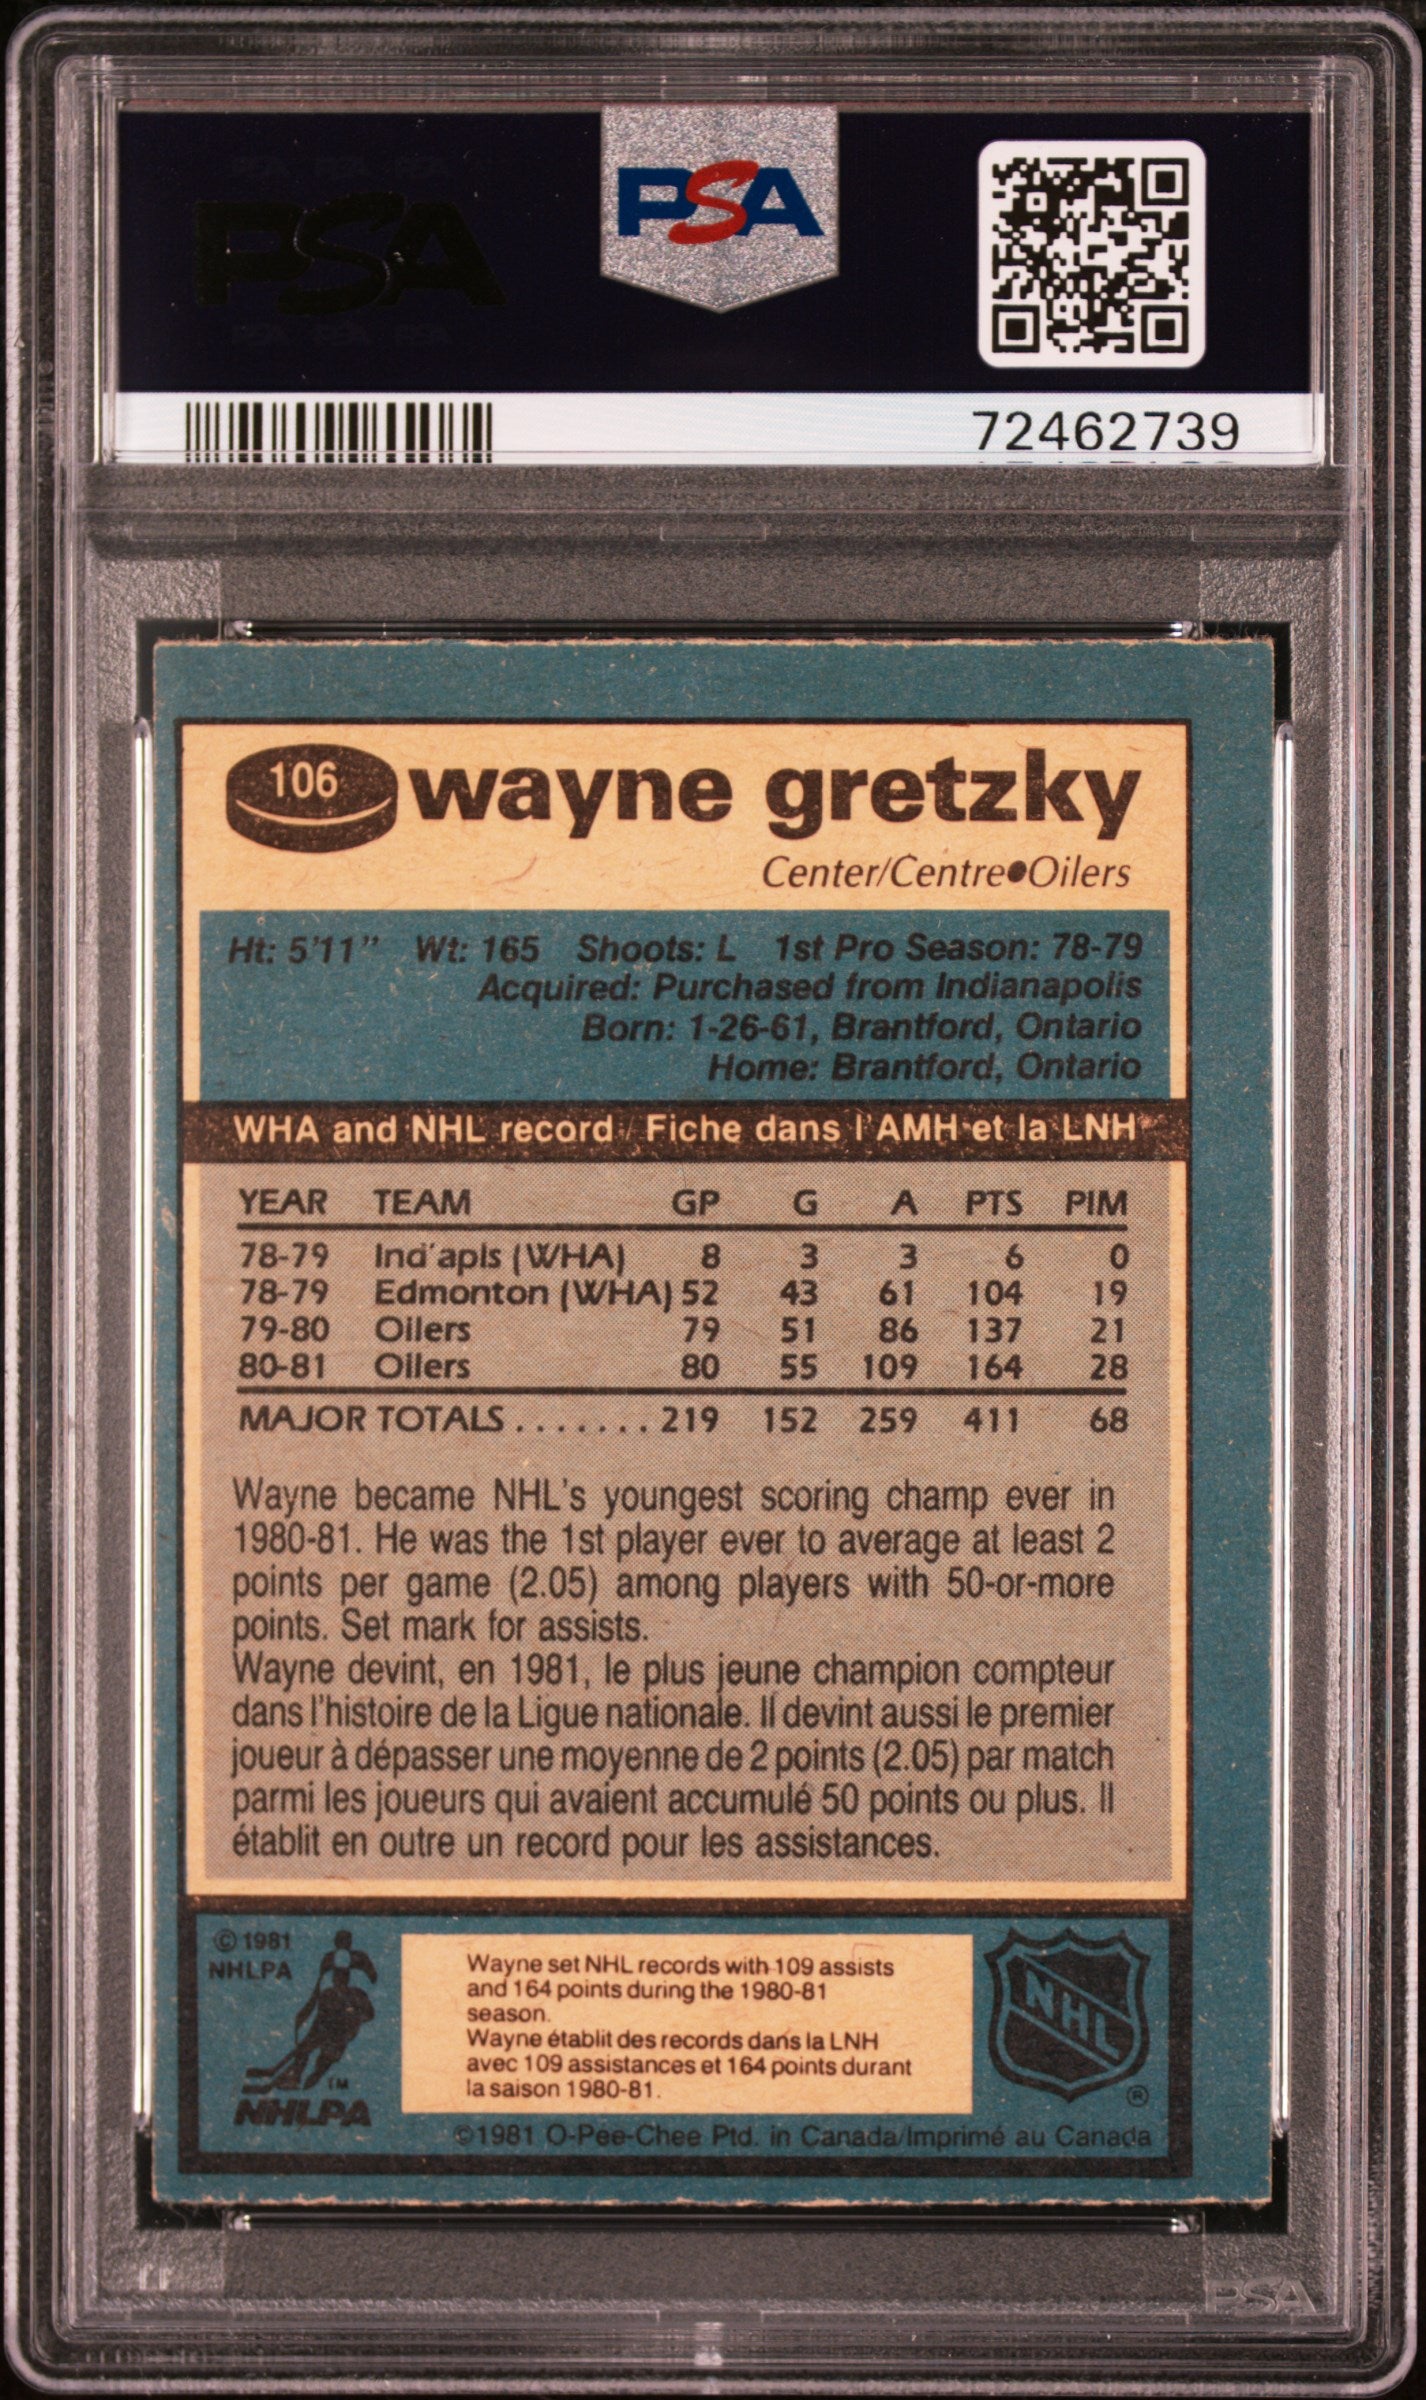 PSA
PSA
72462739
106
wayne gretzky
Center/Centre●Oilers
Ht: 5'11" Wt: 165 Shoots: L 1st Pro Season: 78-79
Acquired: Purchased from Indianapolis
Born: 1-26-61, Brantford, Ontario
Home: Brantford, Ontario
WHA and NHL record / Fiche dans l'AMH et la LNH
YEAR TEAM GP G A PTS PIM
78-79 Ind'apls (WHA) 8 3 3 6 0
78-79 Edmonton (WHA) 52 43 61 104 19
79-80 Oilers 79 51 86 137 21
80-81 Oilers 80 55 109 164 28
MAJOR TOTALS ....... 219 152 259 411 68
Wayne became NHL's youngest scoring champ ever in
1980-81. He was the 1st player ever to average at least 2
points per game (2.05) among players with 50-or-more
points. Set mark for assists.
Wayne devint, en 1981, le plus jeune champion compteur
dans l'histoire de la Ligue nationale. Il devint aussi le premier
joueur à dépasser une moyenne de 2 points (2.05) par match
parmi les joueurs qui avaient accumulé 50 points ou plus. Il
établit en outre un record pour les assistances.
© 1981
NHLPA
TM
NHLPA
Wayne set NHL records with 109 assists
and 164 points during the 1980-81
season.
Wayne établit des records dans la LNH
avec 109 assistances et 164 points durant
la saison 1980-81.
NHL
®
©1981 O-Pee-Chee Ptd. in Canada/Imprimé au Canada
PSA